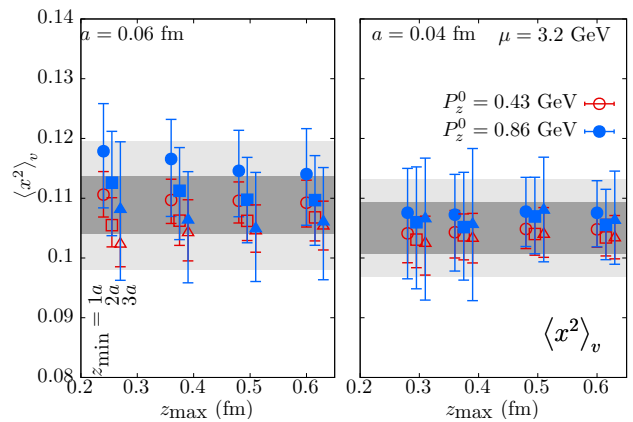 a = 0.06 fm
a = 0.04 fm μ = 3.2 GeV
P_z^0 = 0.43 GeV
P_z^0 = 0.86 GeV
⟨x²⟩_v
0.14
0.13
0.12
0.11
0.1
0.09
0.08
z_min = 1a
2a
3a
⟨x²⟩_v
0.2 0.3 0.4 0.5 0.6
0.2 0.3 0.4 0.5 0.6
z_max (fm)
z_max (fm)